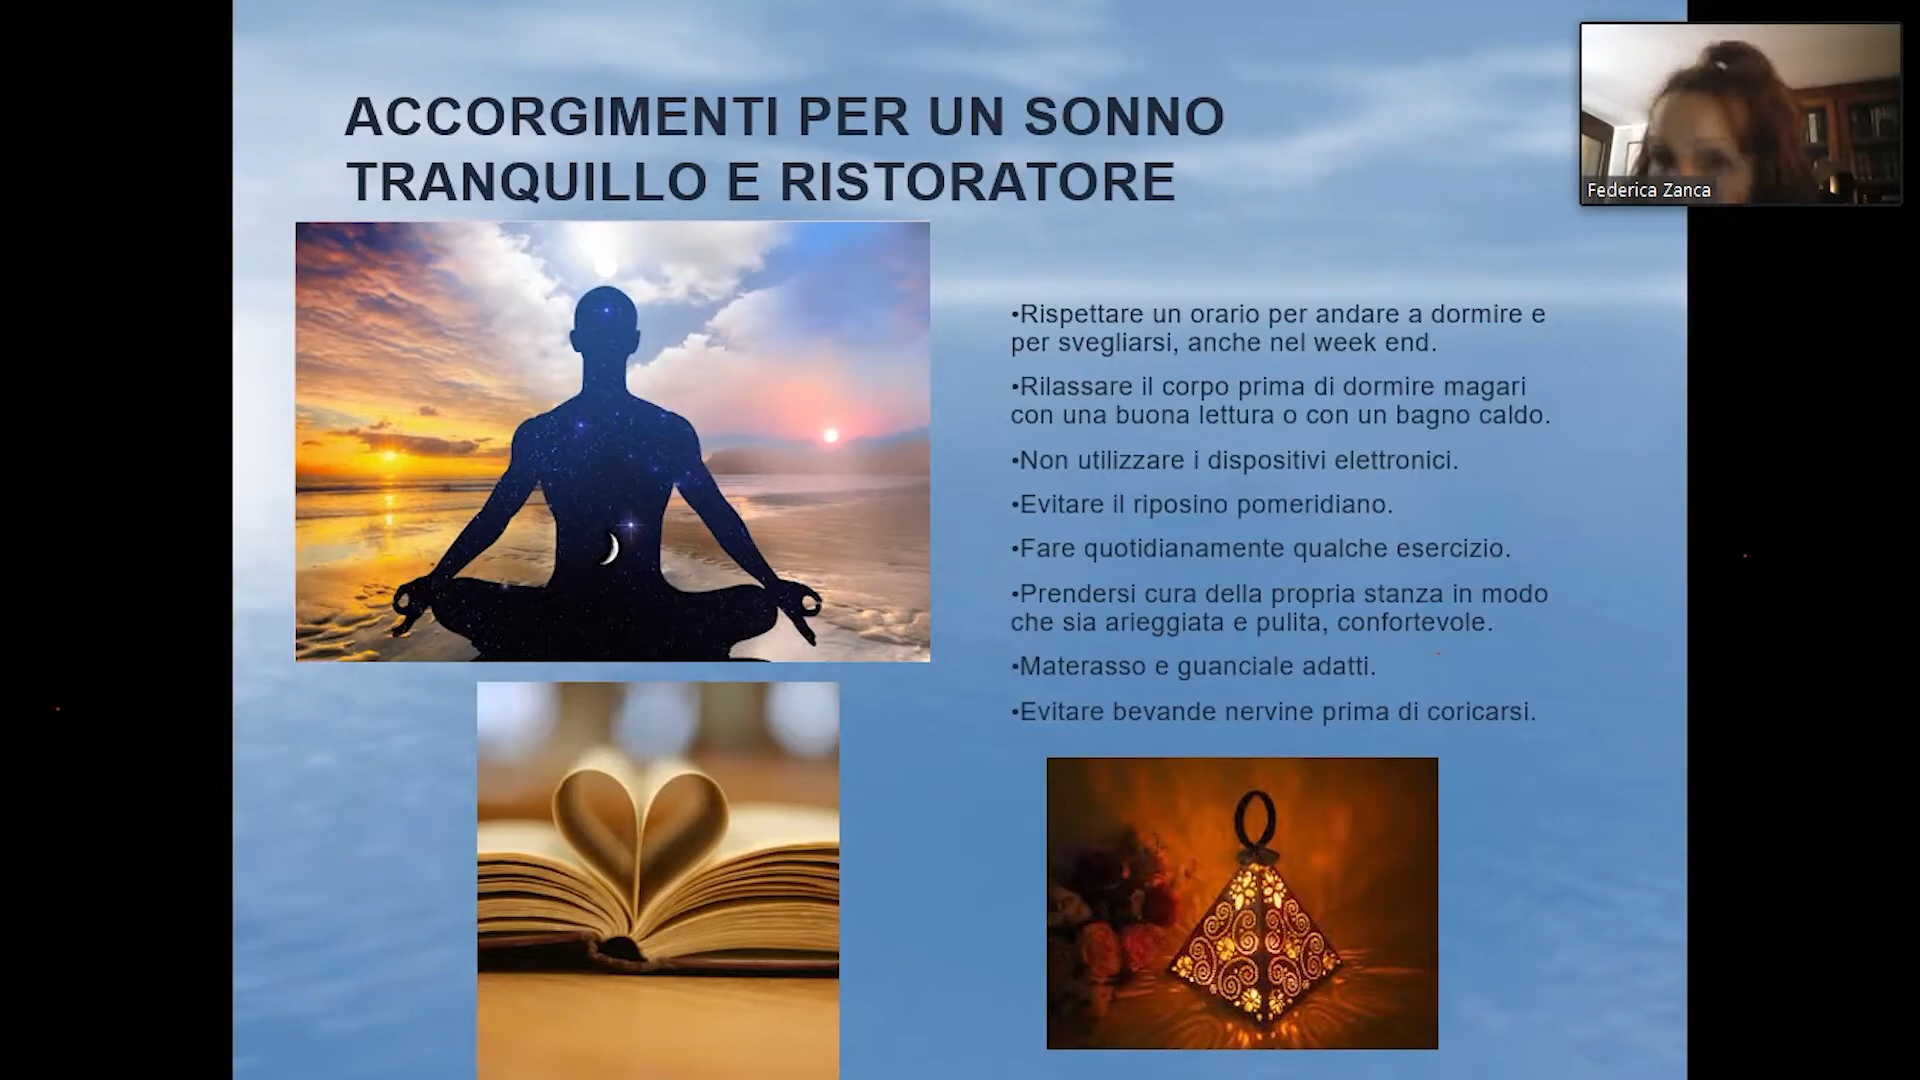 ACCORGIMENTI PER UN SONNO
TRANQUILLO E RISTORATORE
Federica Zanca
•Rispettare un orario per andare a dormire e
per svegliarsi, anche nel week end.
•Rilassare il corpo prima di dormire magari
con una buona lettura o con un bagno caldo.
•Non utilizzare i dispositivi elettronici.
•Evitare il riposino pomeridiano.
•Fare quotidianamente qualche esercizio.
•Prendersi cura della propria stanza in modo
che sia arieggiata e pulita, confortevole.
•Materasso e guanciale adatti.
•Evitare bevande nervine prima di coricarsi.